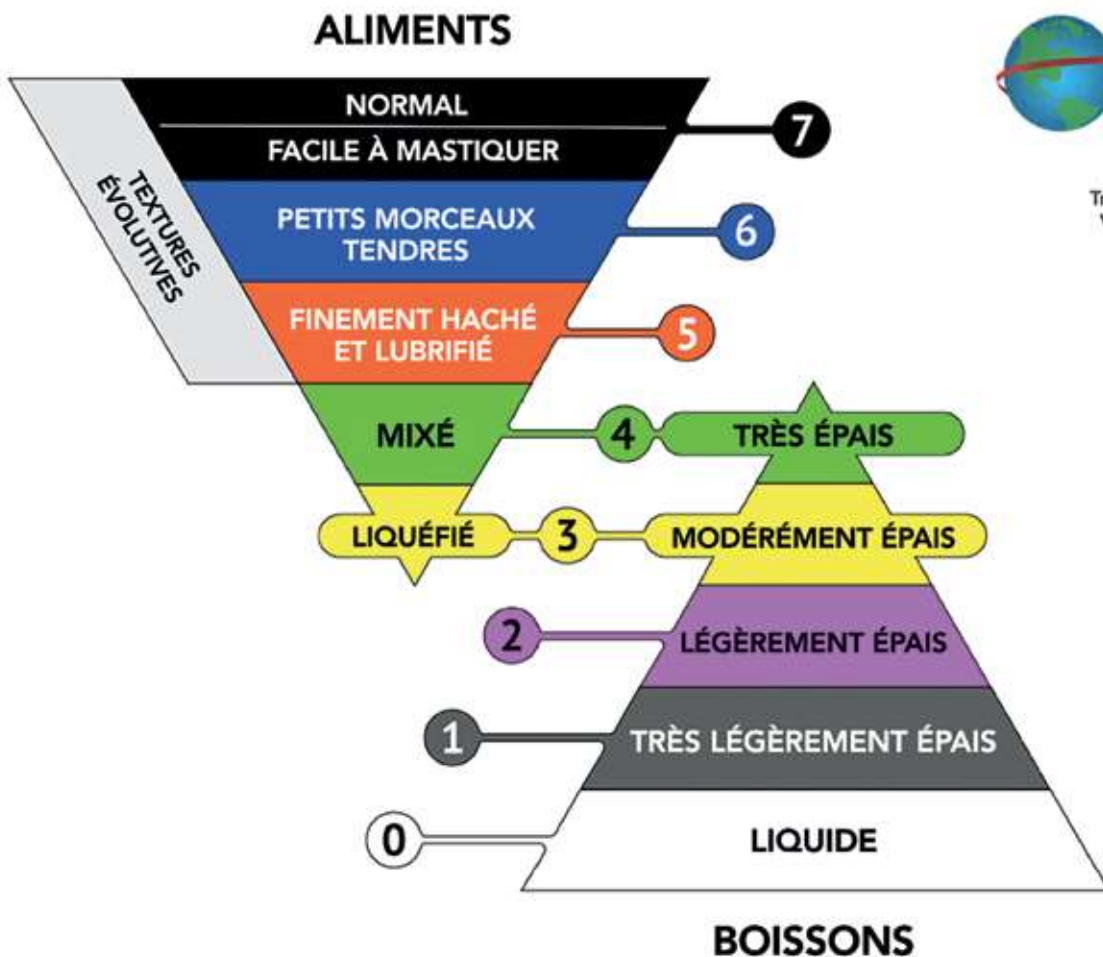 ALIMENTS
NORMAL
FACILE À MASTIQUER
7
TEXTURES
ÉVOLUTIVES
PETITS MORCEAUX
TENDRES
6
FINEMENT HACHÉ
ET LUBRIFIÉ
5
MIXÉ
4
TRÈS ÉPAIS
LIQUÉFIÉ
3
MODÉRÉMENT ÉPAIS
2
LÉGÈREMENT ÉPAIS
1
TRÈS LÉGÈREMENT ÉPAIS
0
LIQUIDE
BOISSONS